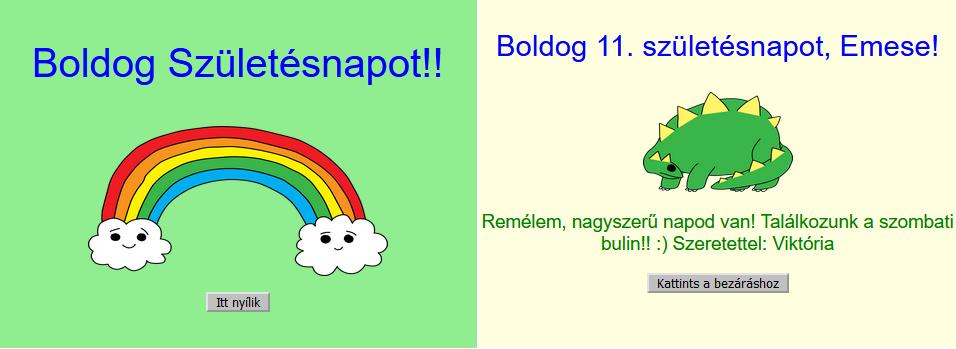 Boldog Születésnapot!!
Itt nyílik
Boldog 11. születésnapot, Emese!
Remélem, nagyszerű napod van! Találkozunk a szombati
bulin!! :) Szeretettel: Viktória
Kattints a bezáráshoz